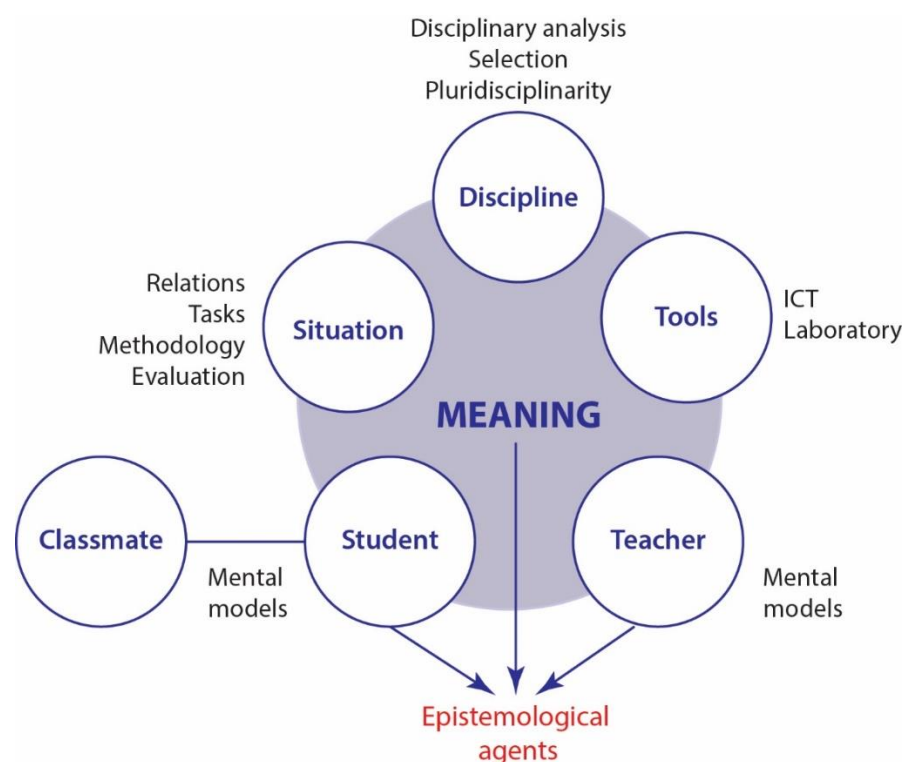 Disciplinary analysis
Selection
Pluridisciplinarity
Discipline
Relations
Tasks
Methodology
Evaluation
Situation
Tools
ICT
Laboratory
MEANING
Classmate
Student
Teacher
Mental
models
Mental
models
Epistemological
agents